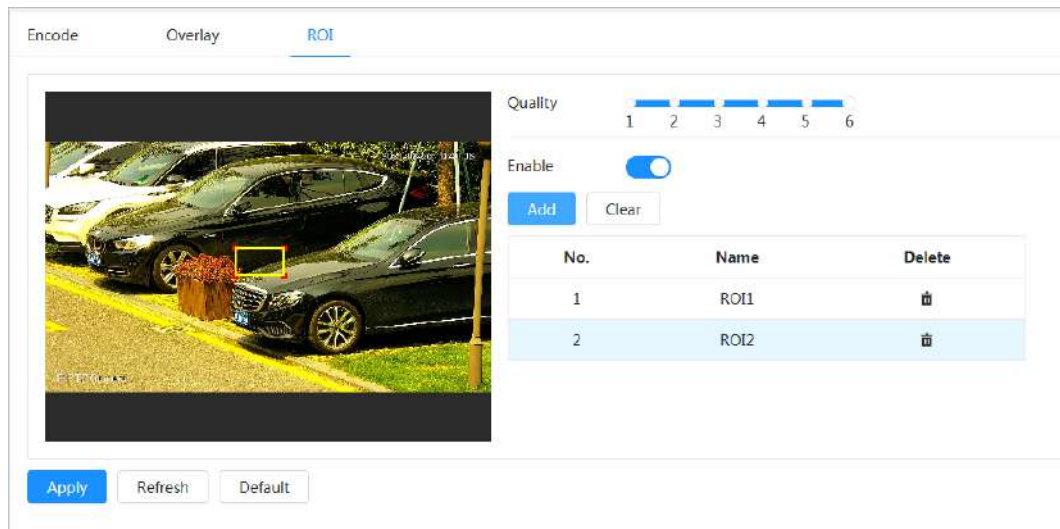 Encode Overlay ROI
Quality
1 2 3 4 5 6
Enable
Add Clear
No. Name Delete
1 ROI1
2 ROI2
Apply Refresh Default